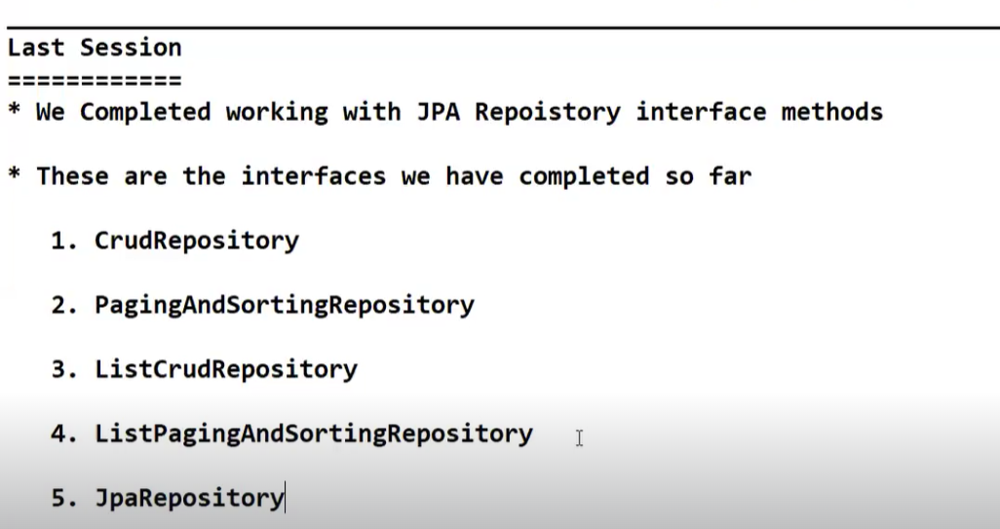 Last Session
============
* We Completed working with JPA Repoistory interface methods
* These are the interfaces we have completed so far
1. CrudRepository
2. PagingAndSortingRepository
3. ListCrudRepository
4. ListPagingAndSortingRepository
5. JpaRepository